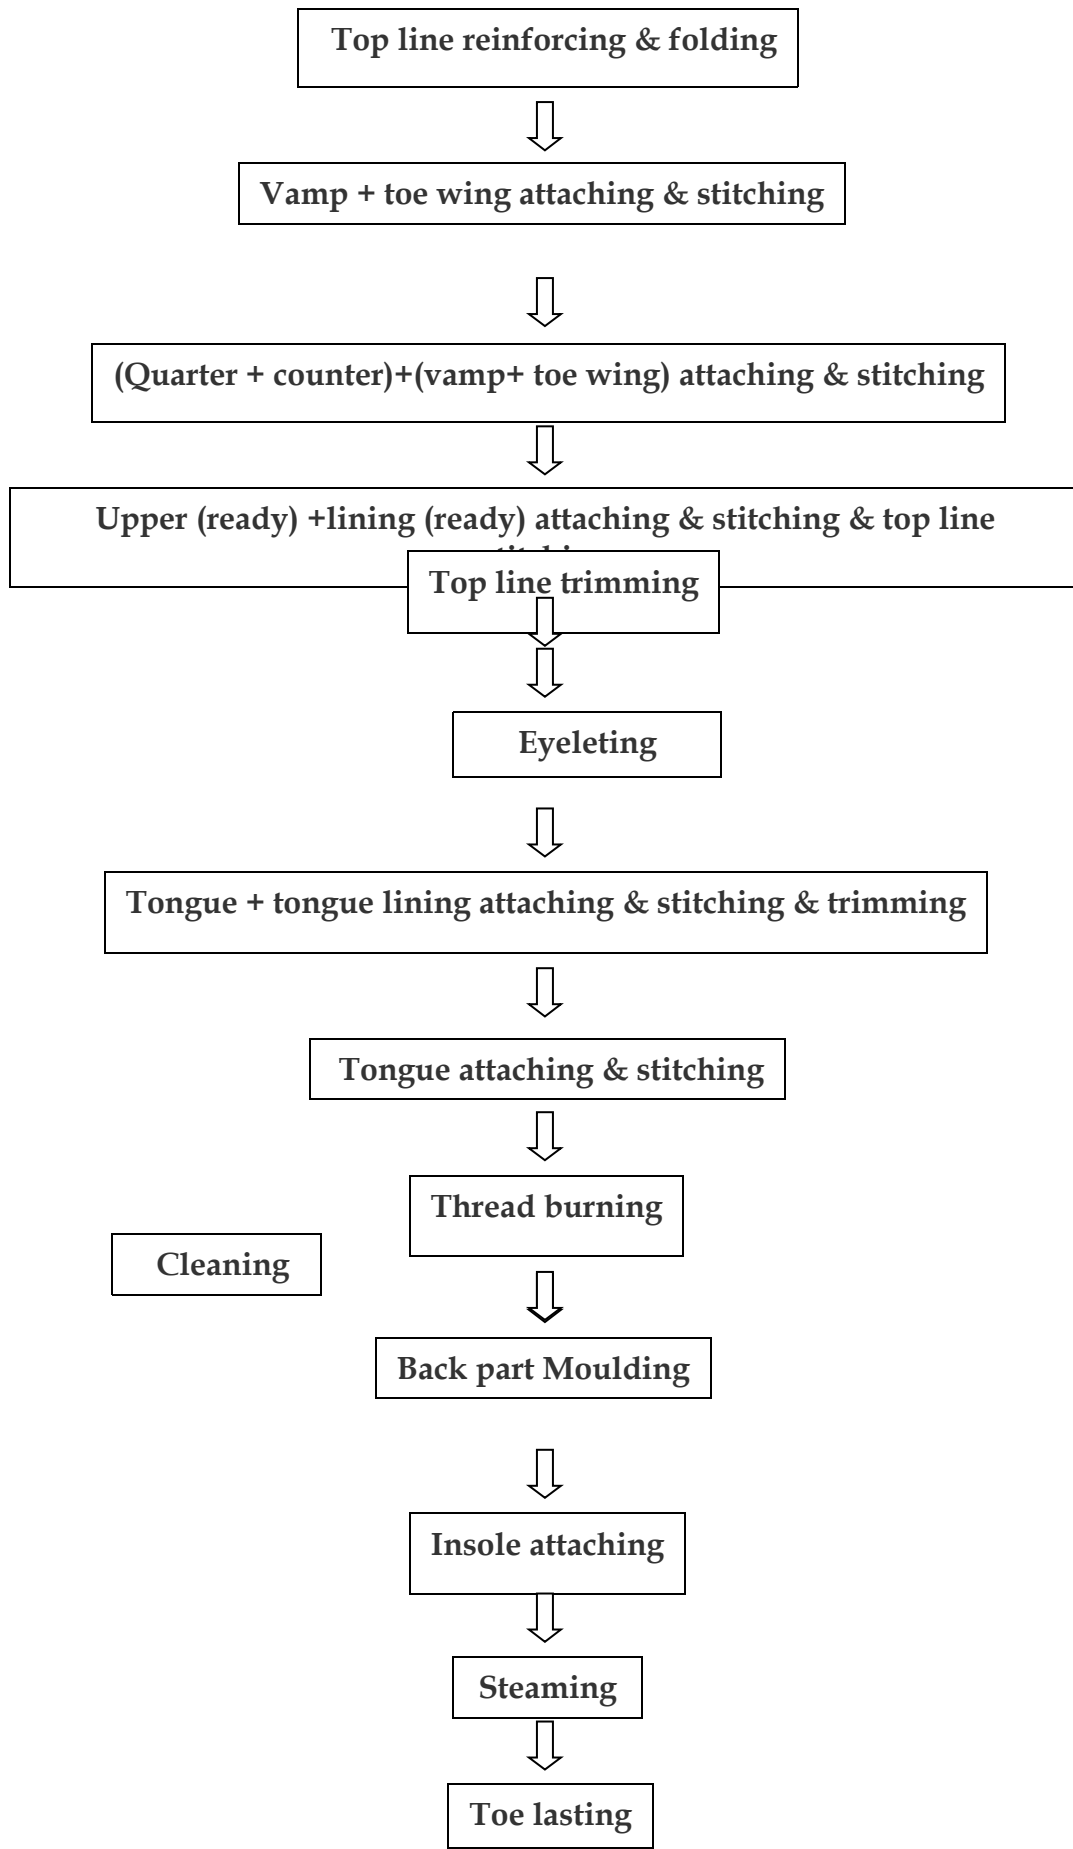 Top line reinforcing & folding
Vamp + toe wing attaching & stitching
(Quarter + counter)+(vamp+ toe wing) attaching & stitching
Upper (ready) +lining (ready) attaching & stitching & top line
Top line trimming
Eyeleting
Tongue + tongue lining attaching & stitching & trimming
Tongue attaching & stitching
Thread burning
Cleaning
Back part Moulding
Insole attaching
Steaming
Toe lasting